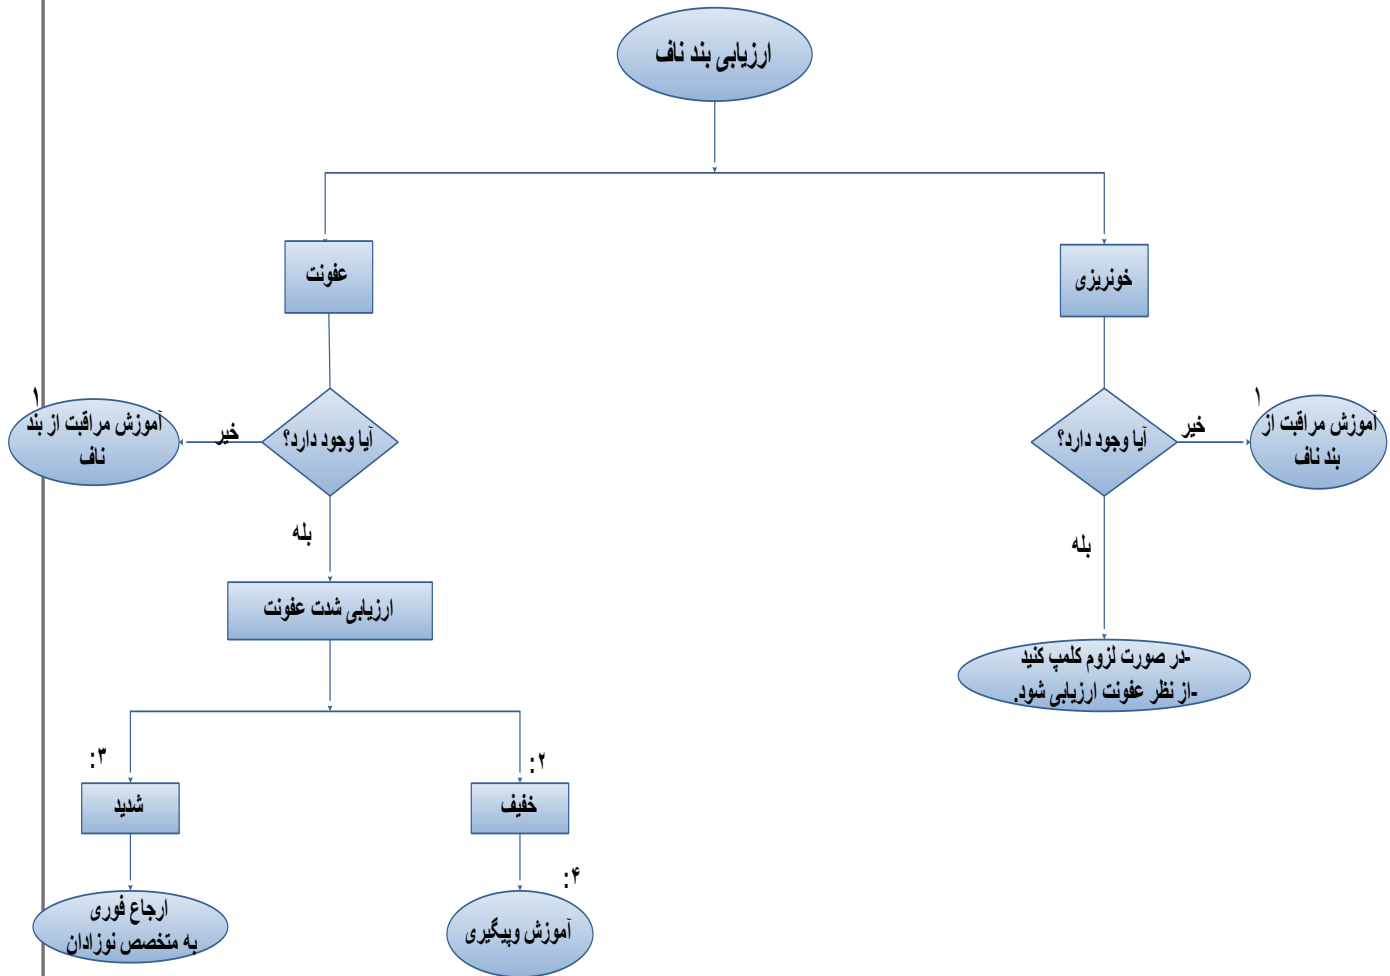 ارزیابی بند ناف
خونریزی
عفونت
آیا وجود دارد؟
خیر
۱
آموزش مراقبت از
بند ناف
بله
-در صورت لزوم کلمپ کنید
-از نظر عفونت ارزیابی شود.
آیا وجود دارد؟
خیر
۱
آموزش مراقبت از بند
ناف
بله
ارزیابی شدت عفونت
۲:
خفیف
۴:
آموزش وپیگیری
۳:
شدید
ارجاع فوری
به متخصص نوزادان